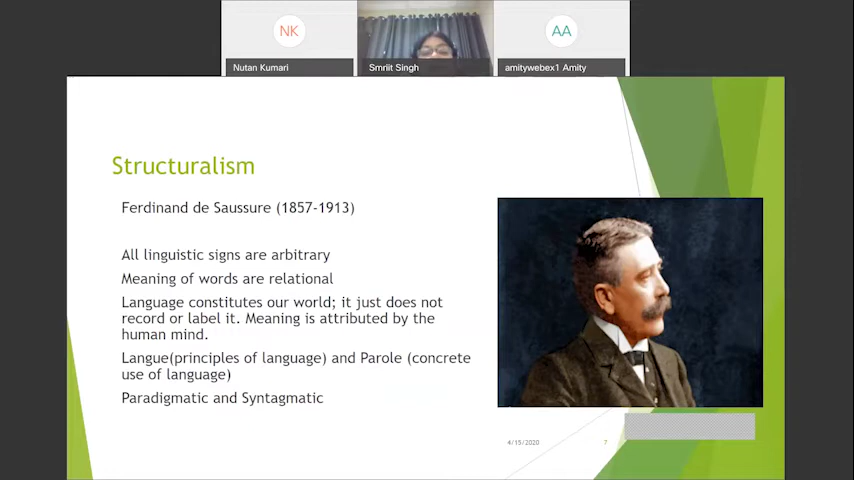 NK
AA
Nutan Kumari
Smriit Singh
amitywebex1 Amity
Structuralism
Ferdinand de Saussure (1857-1913)
All linguistic signs are arbitrary
Meaning of words are relational
Language constitutes our world; it just does not
record or label it. Meaning is attributed by the
human mind.
Langue(principles of language) and Parole (concrete
use of language)
Paradigmatic and Syntagmatic
4/15/2020
7